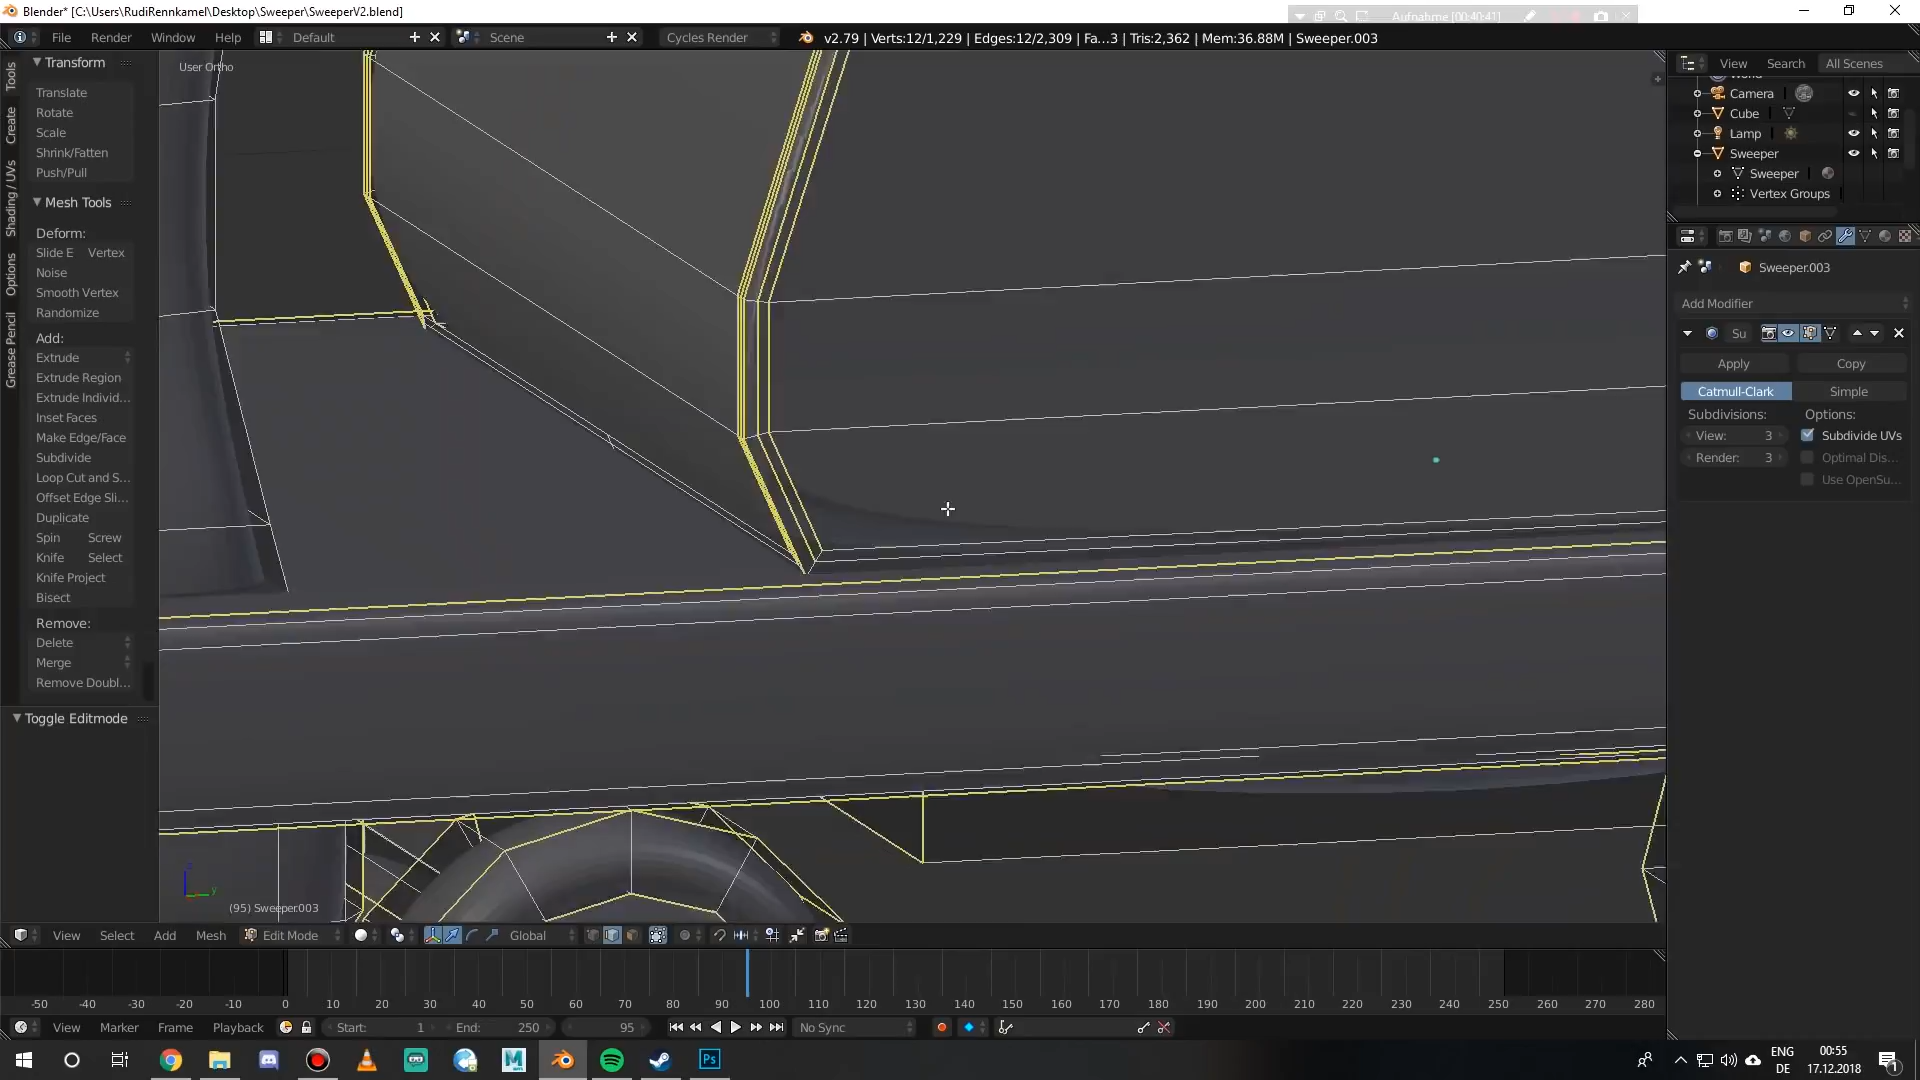 Blender* [C:\Users\RudiRennkamel\Desktop\Sweeper\SweeperV2.blend]
Aufnahme [00:40:41]
File Render Window Help Default Scene Cycles Render v2.79 | Verts:12/1,229 | Edges:12/2,309 | Fa...3 | Tris:2,362 | Mem:36.88M | Sweeper.003
Tools
Create
Shading / UVs
Options
Grease Pencil
Transform
Translate
Rotate
Scale
Shrink/Fatten
Push/Pull
Mesh Tools
Deform:
Slide E Vertex
Noise
Smooth Vertex
Randomize
Add:
Extrude
Extrude Region
Extrude Individ...
Inset Faces
Make Edge/Face
Subdivide
Loop Cut and S...
Offset Edge Sli...
Duplicate
Spin Screw
Knife Select
Knife Project
Bisect
Remove:
Delete
Merge
Remove Doubl...
Toggle Editmode
User Ortho
(95) Sweeper.003
View Search All Scenes
World
Camera
Cube
Lamp
Sweeper
Sweeper
Vertex Groups
Sweeper.003
Add Modifier
Su
Apply Copy
Catmull-Clark Simple
Subdivisions: Options:
View: 3 Subdivide UVs
Render: 3 Optimal Dis...
Use OpenSu...
View Select Add Mesh Edit Mode Global
-50 -40 -30 -20 -10 0 10 20 30 40 50 60 70 80 90 100 110 120 130 140 150 160 170 180 190 200 210 220 230 240 250 260 270 280
View Marker Frame Playback Start: 1 End: 250 95 No Sync
Ps
ENG
DE
00:55
17.12.2018
1